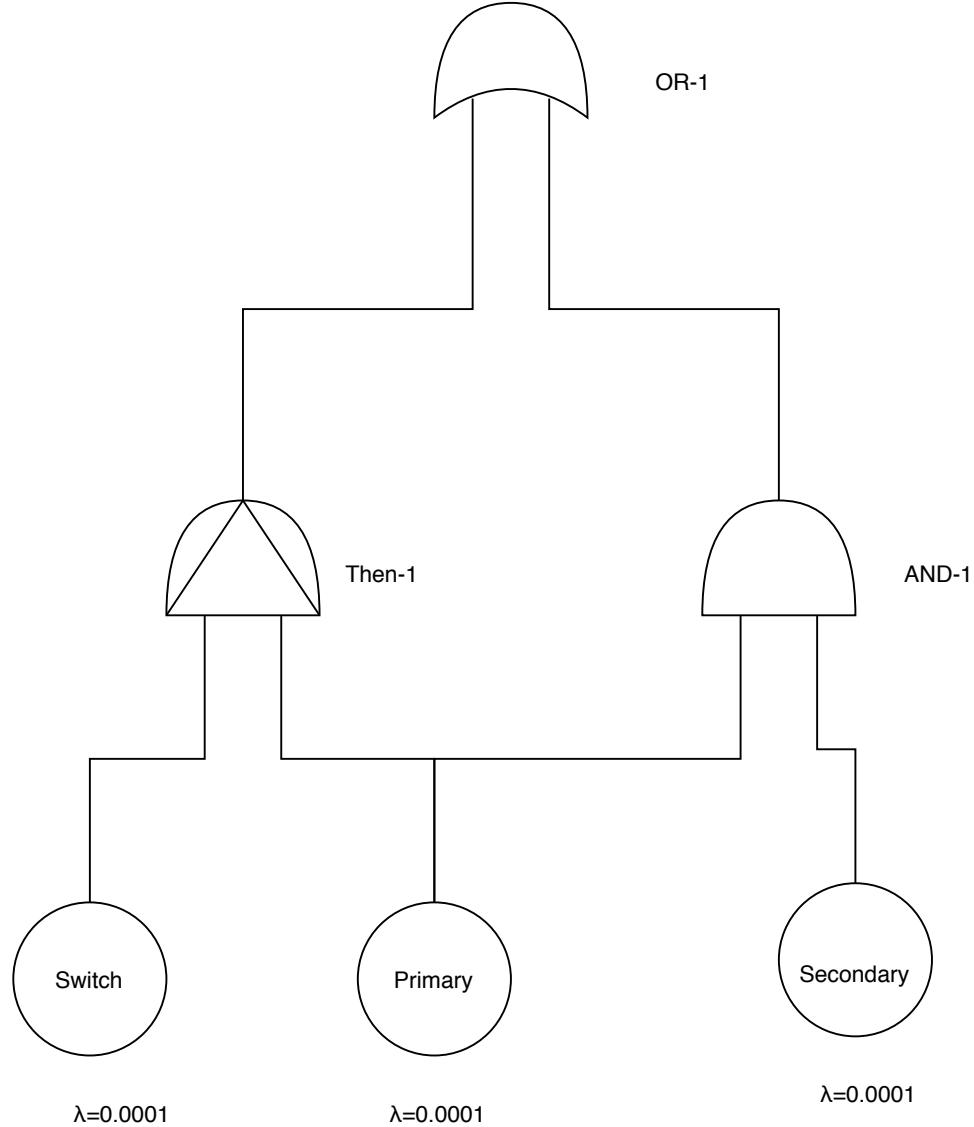 OR-1
Then-1
AND-1
Switch
Primary
Secondary
λ=0.0001
λ=0.0001
λ=0.0001